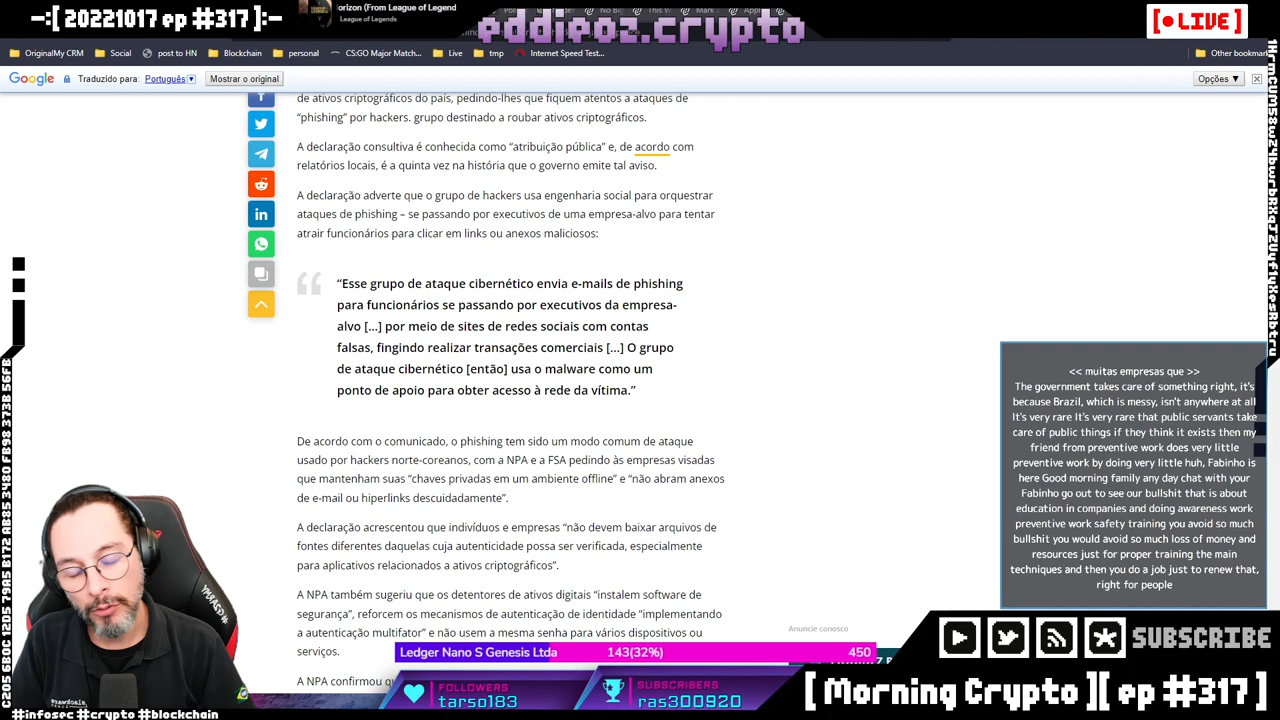 -:[ 20221017 ep #317]:-
orizon (From League of Legend
League of Legends
eddieoz.crypto
[●LIVE]
OriginalMy CRM
Social
post to HN
Blockchain
personal
CS:GO Major Match...
Live
tmp
Internet Speed Test...
Other bookmar
Google
Traduzido para: Português
Mostrar o original
Opções ▼
de ativos criptográficos do país, pedindo-lhes que fiquem atentos a ataques de
“phishing” por hackers. grupo destinado a roubar ativos criptográficos.
A declaração consultiva é conhecida como “atribuição pública” e, de acordo com
relatórios locais, é a quinta vez na história que o governo emite tal aviso.
A declaração adverte que o grupo de hackers usa engenharia social para orquestrar
ataques de phishing – se passando por executivos de uma empresa-alvo para tentar
atrair funcionários para clicar em links ou anexos maliciosos:
“Esse grupo de ataque cibernético envia e-mails de phishing
para funcionários se passando por executivos da empresa-
alvo [...] por meio de sites de redes sociais com contas
falsas, fingindo realizar transações comerciais [...] O grupo
de ataque cibernético [então] usa o malware como um
ponto de apoio para obter acesso à rede da vítima.”
De acordo com o comunicado, o phishing tem sido um modo comum de ataque
usado por hackers norte-coreanos, com a NPA e a FSA pedindo às empresas visadas
que mantenham suas “chaves privadas em um ambiente offline” e “não abram anexos
de e-mail ou hiperlinks descuidadamente”.
A declaração acrescentou que indivíduos e empresas “não devem baixar arquivos de
fontes diferentes daquelas cuja autenticidade possa ser verificada, especialmente
para aplicativos relacionados a ativos criptográficos”.
A NPA também sugeriu que os detentores de ativos digitais “instalem software de
segurança”, reforcem os mecanismos de autenticação de identidade “implementando
a autenticação multifator” e não usem a mesma senha para vários dispositivos ou
serviços.
A NPA confirmou qu
Anuncie conosco
<< muitas empresas que >>
The government takes care of something right, it's
because Brazil, which is messy, isn't anywhere at all
It's very rare It's very rare that public servants take
care of public things if they think it exists then my
friend from preventive work does very little
preventive work by doing very little huh, Fabinho is
here Good morning family any day chat with your
Fabinho go out to see our bullshit that is about
education in companies and doing awareness work
preventive work safety training you avoid so much
bullshit you would avoid so much loss of money and
resources just for proper training the main
techniques and then you do a job just to renew that,
right for people
Ledger Nano S Genesis Ltda
143(32%)
450
FOLLOWERS
tarso183
SUBSCRIBERS
ras300920
SUBSCRIBE
[ Morning Crypto ][ ep #317 ]
#infosec #crypto #blockchain